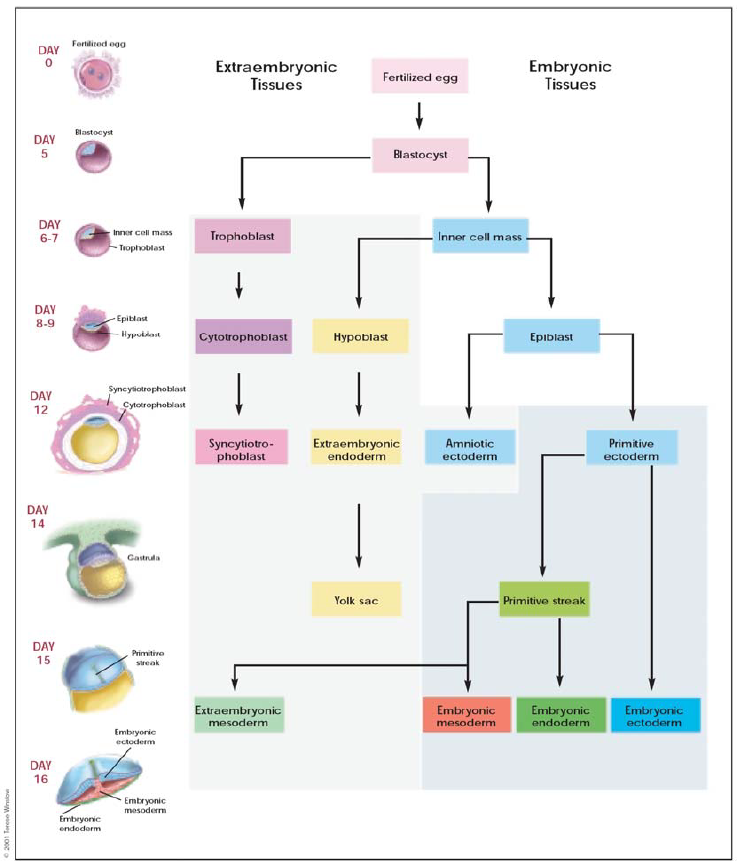 DAY
0
Fertilized egg
Extraembryonic
Tissues
Fertilized egg
Embryonic
Tissues
DAY
5
Blastocyst
Blastocyst
DAY
6-7
Inner cell mass
Trophoblast
Trophoblast
Inner cell mass
DAY
8-9
Epiblast
Hypoblast
Cytotrophoblast
Hypoblast
Epiblast
DAY
12
Syncytiotrophoblast
Cytotrophoblast
Syncytiotro-
phoblast
Extraembryonic
endoderm
Amniotic
ectoderm
Primitive
ectoderm
DAY
14
Gastrula
Yolk sac
Primitive streak
DAY
15
Primitive
streak
Extraembryonic
mesoderm
Embryonic
mesoderm
Embryonic
endoderm
Embryonic
ectoderm
DAY
16
Embryonic
ectoderm
Embryonic
mesoderm
Embryonic
endoderm
© 2001 Terese Winslow